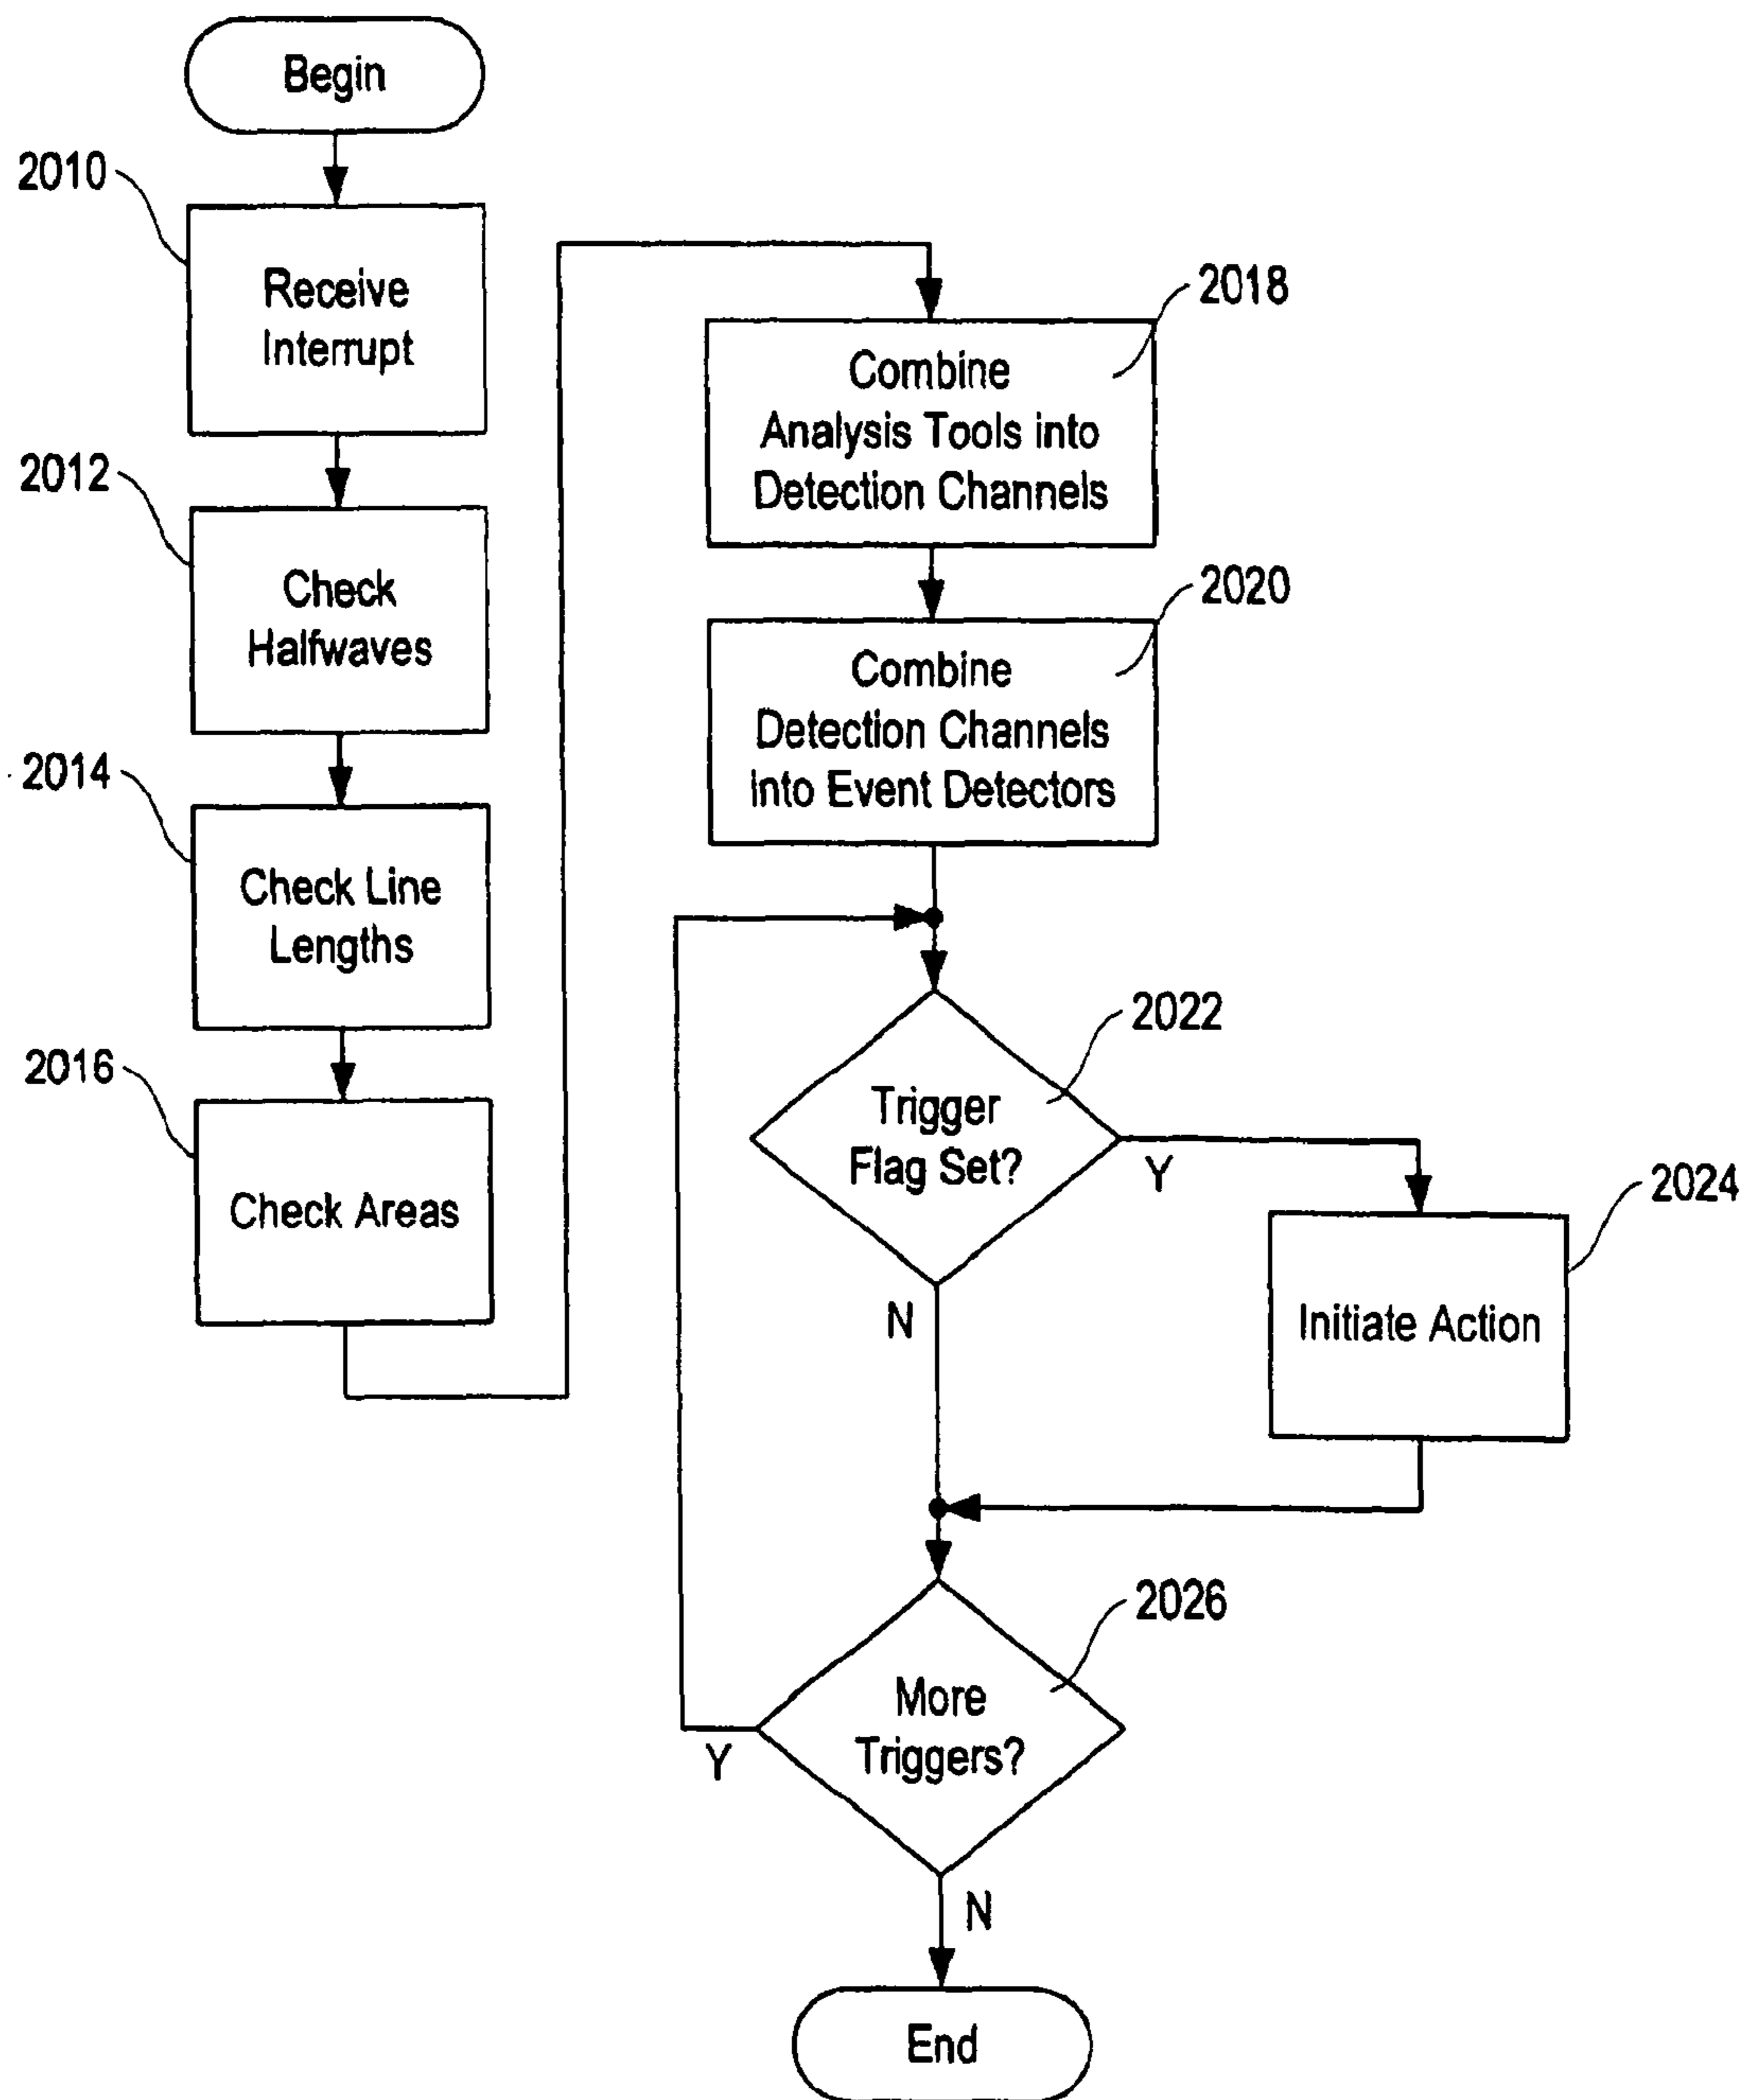 Begin
2010
Receive
Interrupt
2012
Check
Halfwaves
2014
Check Line
Lengths
2016
Check Areas
2018
Combine
Analysis Tools into
Detection Channels
2020
Combine
Detection Channels
into Event Detectors
2022
Trigger
Flag Set?
Y
N
2024
Initiate Action
2026
More
Triggers?
Y
N
End